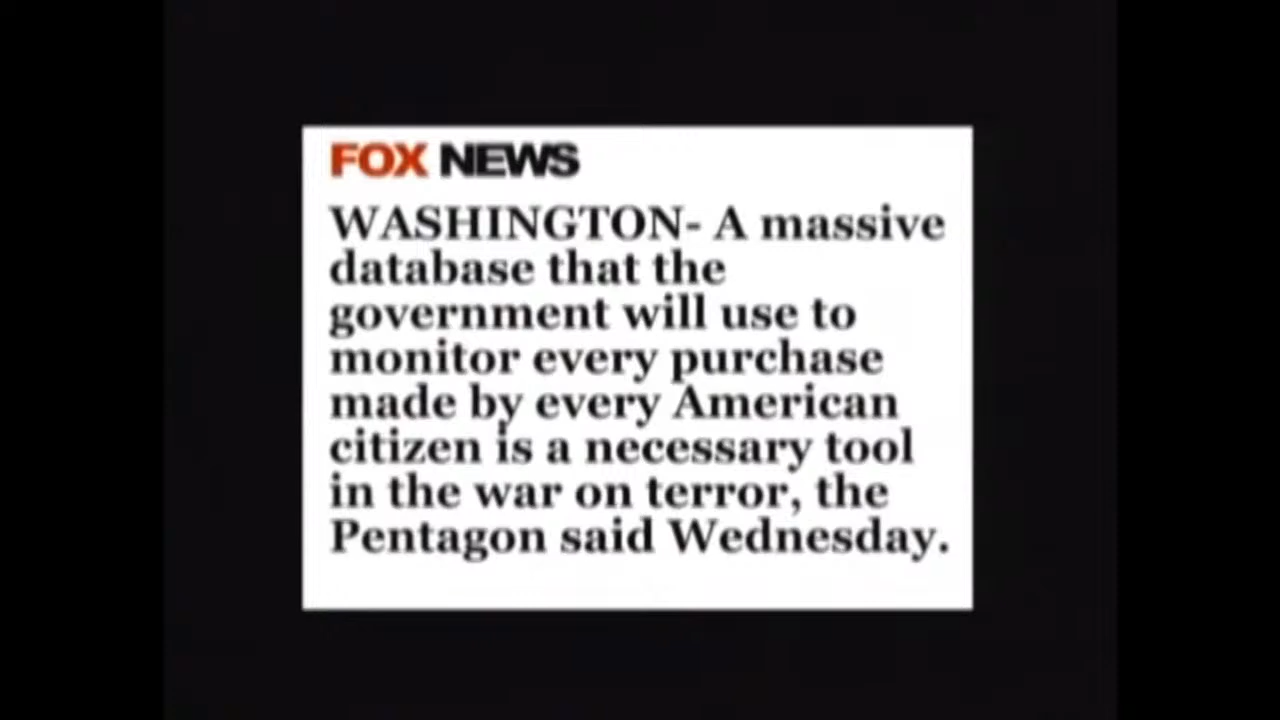 FOX NEWS
WASHINGTON- A massive
database that the
government will use to
monitor every purchase
made by every American
citizen is a necessary tool
in the war on terror, the
Pentagon said Wednesday.